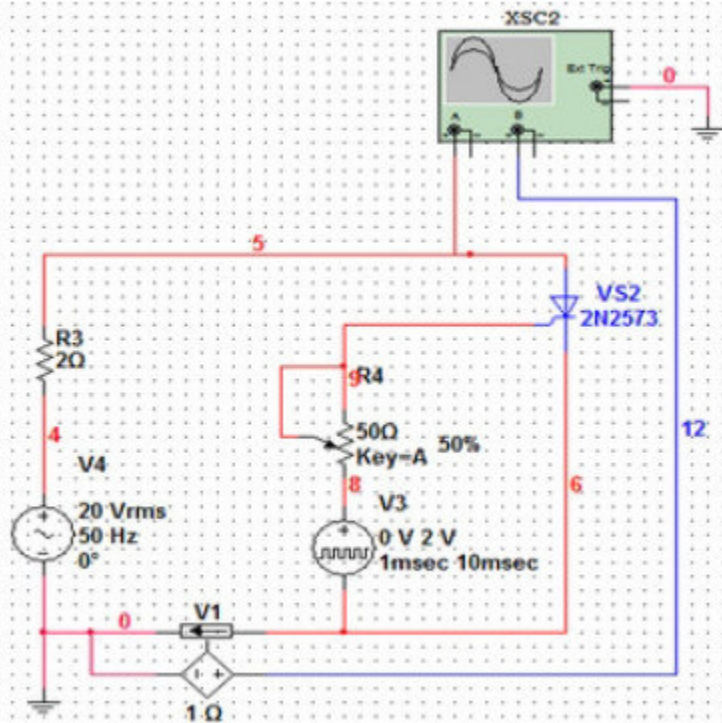 XSC2
Ext Trig
0
A
B
5
VS2
2N2573
R3
2Ω
9
R4
50Ω
Key=A
50%
4
12
V4
8
6
V3
20 Vrms
50 Hz
0°
0 V 2 V
1msec 10msec
0
V1
1 Ω